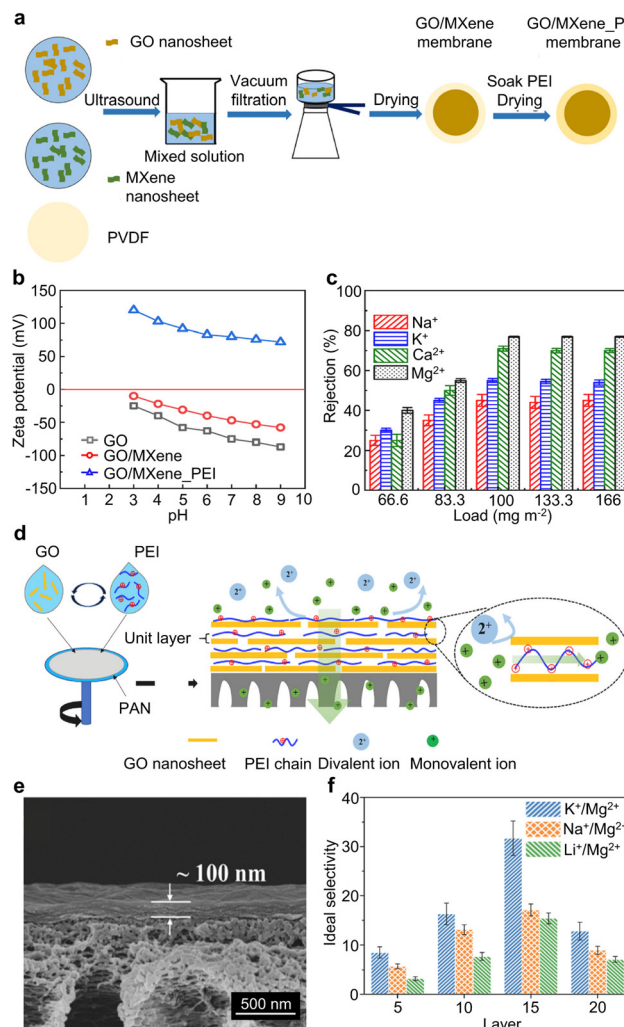 a
GO nanosheet
GO/MXene
membrane
GO/MXene_P
membrane
Ultrasound
Vacuum
filtration
Drying
Soak PEI
Drying
Mixed solution
MXene
nanosheet
PVDF
b
Zeta potential (mV)
150
100
50
0
-50
-100
-150
GO
GO/MXene
GO/MXene_PEI
1 2 3 4 5 6 7 8 9 10
pH
c
Rejection (%)
100
80
60
40
20
0
Na⁺
K⁺
Ca²⁺
Mg²⁺
66.6 83.3 100 133.3 166
Load (mg m⁻²)
d
GO
PEI
Unit layer
PAN
2⁺
2⁺
2⁺
2⁺
2⁺
2⁺
GO nanosheet
PEI chain
Divalent ion
Monovalent ion
e
~ 100 nm
500 nm
f
Ideal selectivity
40
30
20
10
0
K⁺/Mg²⁺
Na⁺/Mg²⁺
Li⁺/Mg²⁺
5 10 15 20
Layer